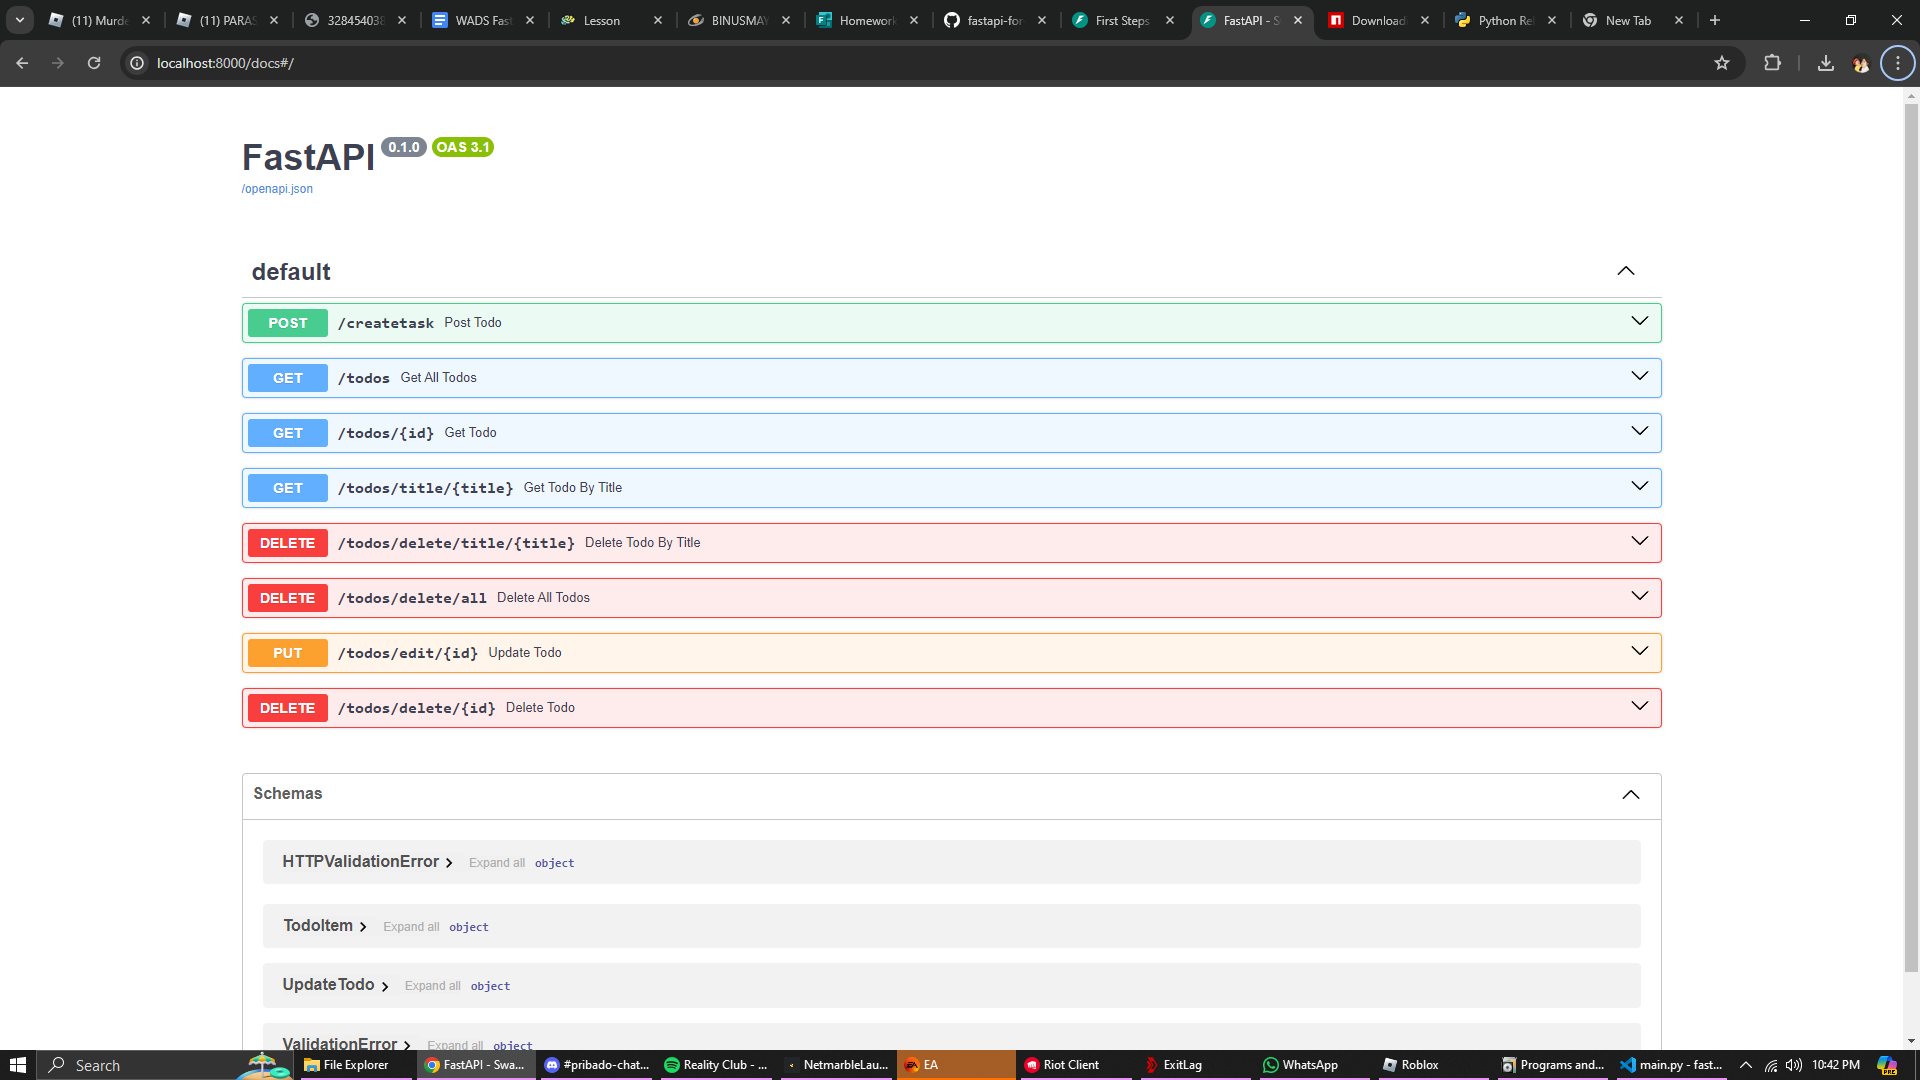 (11) Murde
(11) PARAS
328454038
WADS Fast
Lesson
BINUSMAY
Homework
fastapi-for
First Steps
FastAPI - S
Downloadi
Python Rel
New Tab
localhost:8000/docs#/
FastAPI 0.1.0 OAS 3.1
/openapi.json
default
POST /createtask Post Todo
GET /todos Get All Todos
GET /todos/{id} Get Todo
GET /todos/title/{title} Get Todo By Title
DELETE /todos/delete/title/{title} Delete Todo By Title
DELETE /todos/delete/all Delete All Todos
PUT /todos/edit/{id} Update Todo
DELETE /todos/delete/{id} Delete Todo
Schemas
HTTPValidationError Expand all object
TodoItem Expand all object
UpdateTodo Expand all object
ValidationError Expand all object
Search
File Explorer
FastAPI - Swa...
#pribado-chat...
Reality Club - ...
NetmarbleLau...
EA
Riot Client
ExitLag
WhatsApp
Roblox
Programs and...
main.py - fast...
10:42 PM